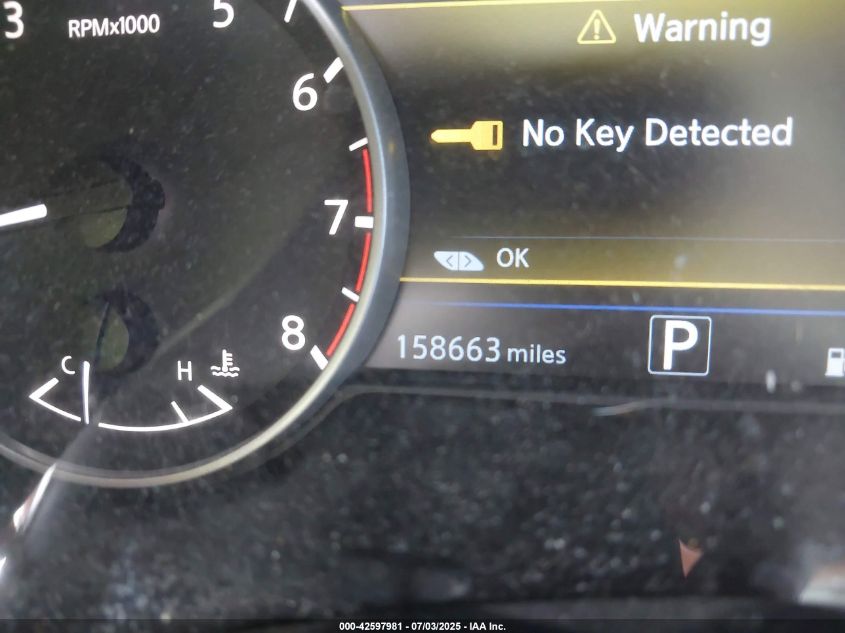 3
RPMx1000
5
6
7
8
C
H
Warning
No Key Detected
<> OK
158663 miles
P
000-42597981 - 07/03/2025 - IAA Inc.